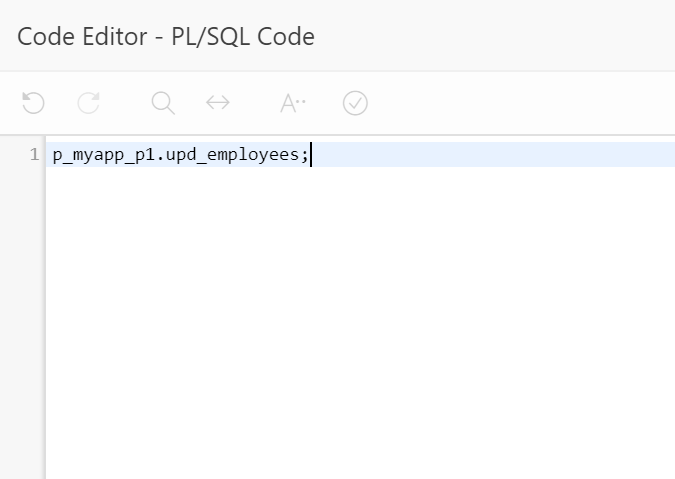 Code Editor - PL/SQL Code
A··
1 p_myapp_p1.upd_employees;